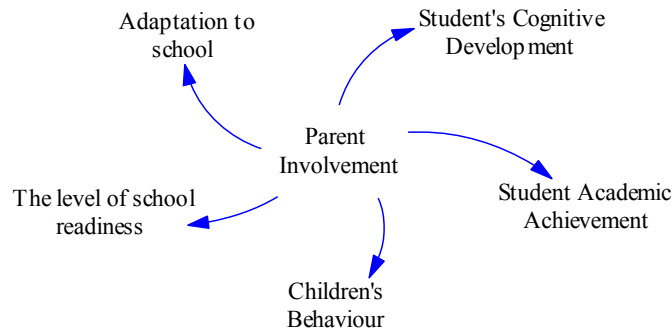 Adaptation to
school
Student's Cognitive
Development
Parent
Involvement
The level of school
readiness
Student Academic
Achievement
Children's
Behaviour